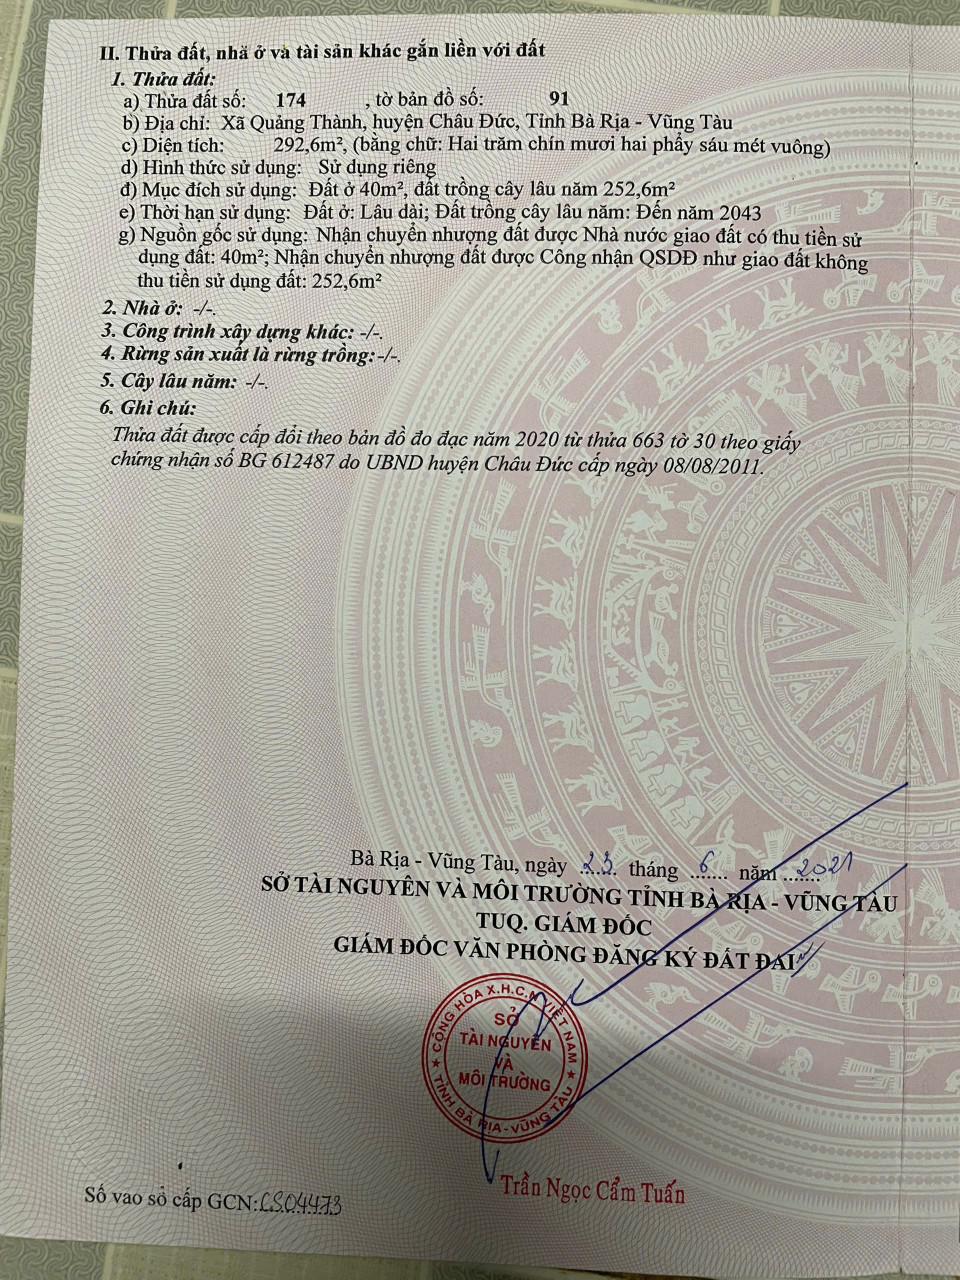 II. Thửa đất, nhà ở và tài sản khác gắn liền với đất
1. Thửa đất:
a) Thửa đất số: 174 , tờ bản đồ số: 91
b) Địa chỉ: Xã Quảng Thành, huyện Châu Đức, Tỉnh Bà Rịa - Vũng Tàu
c) Diện tích: 292,6m², (bằng chữ: Hai trăm chín mươi hai phẩy sáu mét vuông)
d) Hình thức sử dụng: Sử dụng riêng
đ) Mục đích sử dụng: Đất ở 40m², đất trồng cây lâu năm 252,6m²
e) Thời hạn sử dụng: Đất ở: Lâu dài; Đất trồng cây lâu năm: Đến năm 2043
g) Nguồn gốc sử dụng: Nhận chuyển nhượng đất được Nhà nước giao đất có thu tiền sử
dụng đất: 40m²; Nhận chuyển nhượng đất được Công nhận QSDĐ như giao đất không
thu tiền sử dụng đất: 252,6m²
2. Nhà ở: -/-.
3. Công trình xây dựng khác: -/-.
4. Rừng sản xuất là rừng trồng:-/-.
5. Cây lâu năm: -/-.
6. Ghi chú:
Thửa đất được cấp đổi theo bản đồ đo đạc năm 2020 từ thửa 663 tờ 30 theo giấy
chứng nhận số BG 612487 do UBND huyện Châu Đức cấp ngày 08/08/2011.
Bà Rịa - Vũng Tàu, ngày 23 tháng 6 năm 2021
SỞ TÀI NGUYÊN VÀ MÔI TRƯỜNG TỈNH BÀ RỊA - VŨNG TÀU
TUQ. GIÁM ĐỐC
GIÁM ĐỐC VĂN PHÒNG ĐĂNG KÝ ĐẤT ĐAI
CỘNG HÒA X.H.C.N VIỆT NAM
SỞ
TÀI NGUYÊN
VÀ
MÔI TRƯỜNG
TỈNH BÀ RỊA - VŨNG TÀU
Trần Ngọc Cẩm Tuấn
Số vào sổ cấp GCN:CS04473